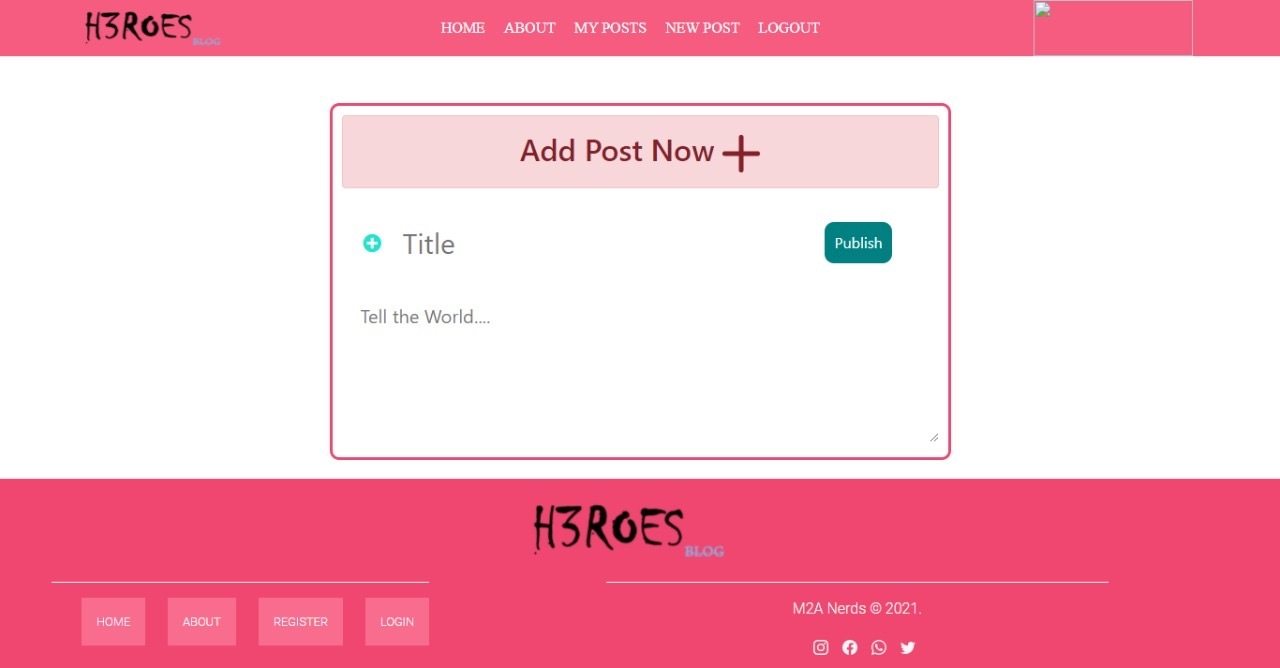 H3ROES BLOG
HOME ABOUT MY POSTS NEW POST LOGOUT
Add Post Now
Title
Publish
Tell the World....
H3ROES BLOG
HOME ABOUT REGISTER LOGIN
M2A Nerds © 2021.